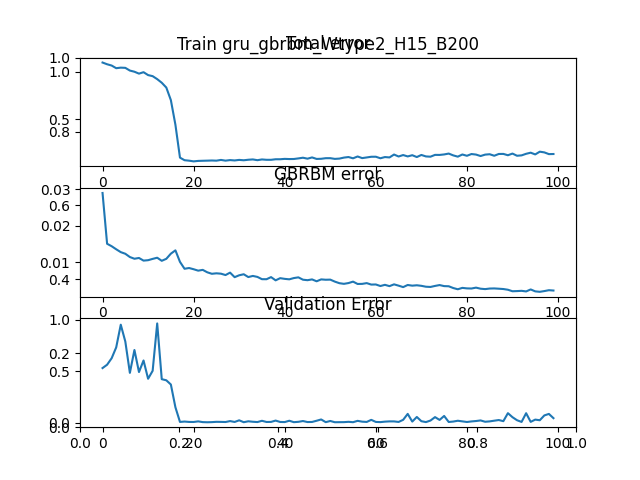 Train gru_gbrbm_Wtype2_H15_B200
Total error
1.0
1.0
0.5
0.8
0 20 40 60 80 100
GBRBM error
0.03
0.6
0.02
0.01
0.4
0 20 40 60 80 100
Validation Error
1.0
0.2
0.5
0.0
0.0
0 20 40 60 80 100
0.0 0.2 0.4 0.6 0.8 1.0